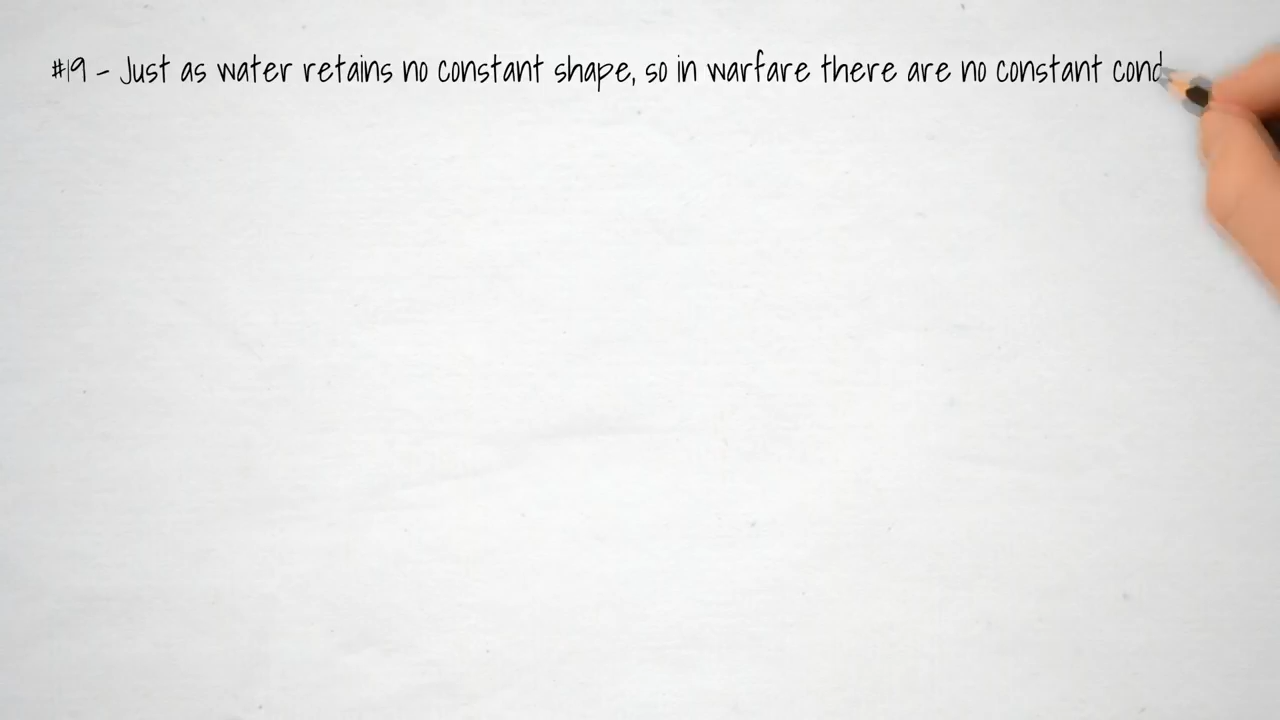 #19 - Just as water retains no constant shape, so in warfare there are no constant cond